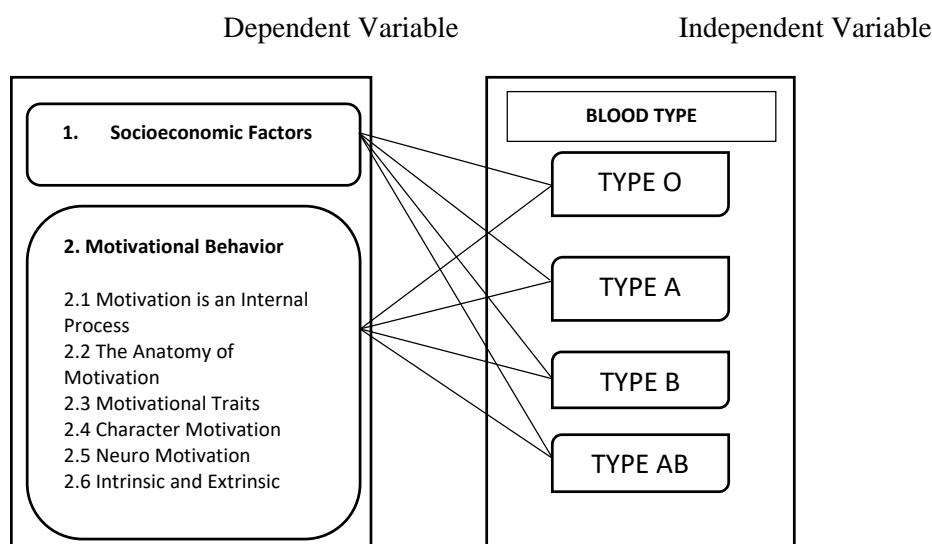 Dependent Variable
Independent Variable
1. Socioeconomic Factors
2. Motivational Behavior
2.1 Motivation is an Internal
Process
2.2 The Anatomy of
Motivation
2.3 Motivational Traits
2.4 Character Motivation
2.5 Neuro Motivation
2.6 Intrinsic and Extrinsic
BLOOD TYPE
TYPE O
TYPE A
TYPE B
TYPE AB